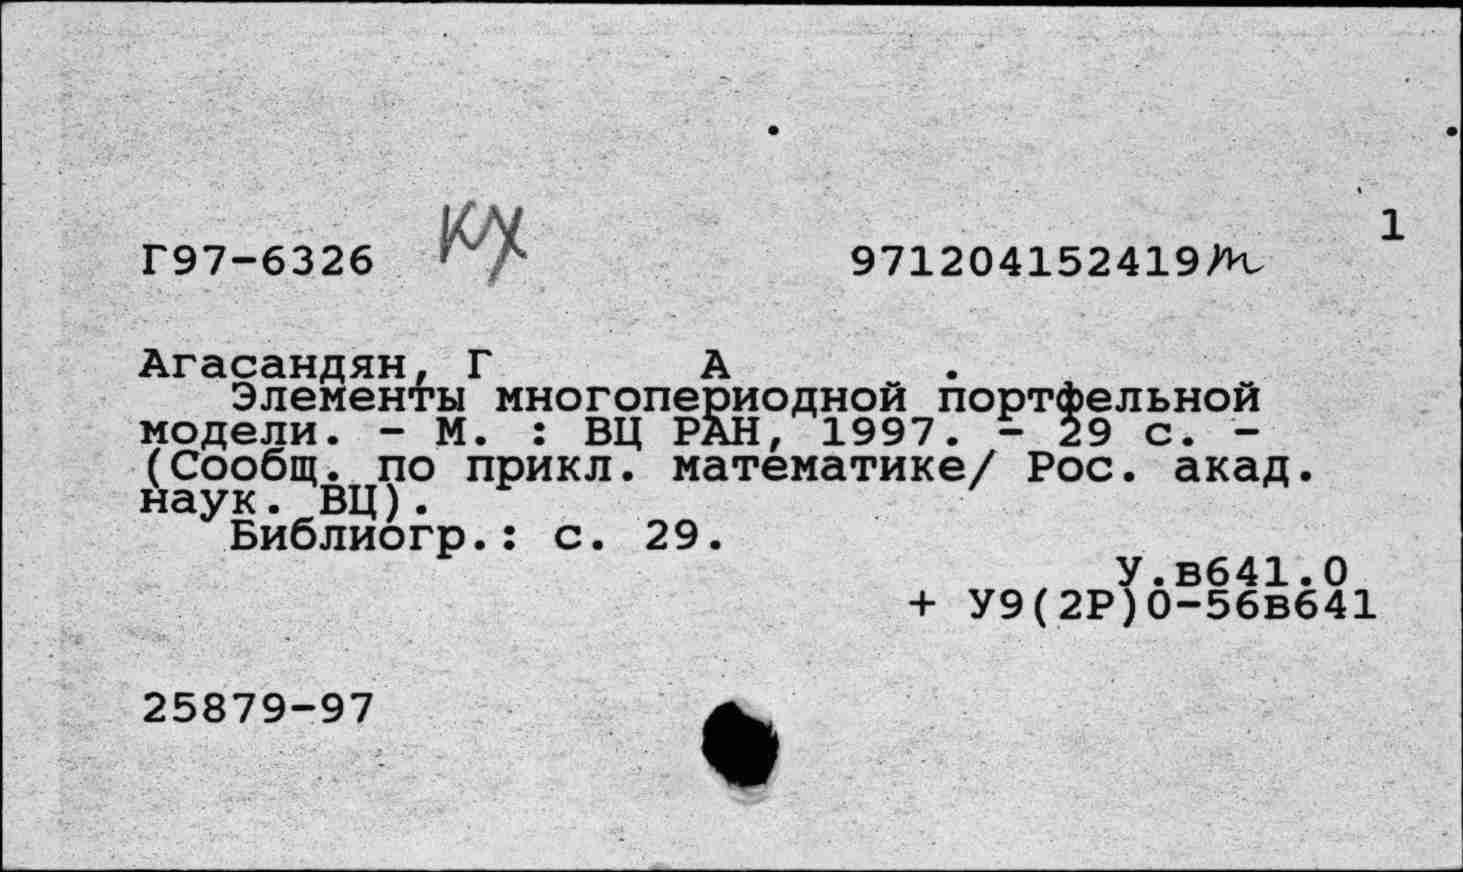 1
Г97-6326 КХ 971204152419m
Агасандян, Г А .
Элементы многопериодной портфельной
модели. - М. : ВЦ РАН, 1997. - 29 с. -
(Сообщ. по прикл. математике/ Рос. акад.
наук. ВЦ).
Библиогр.: с. 29.
У.в641.0
+ У9(2Р)0-56в641
25879-97